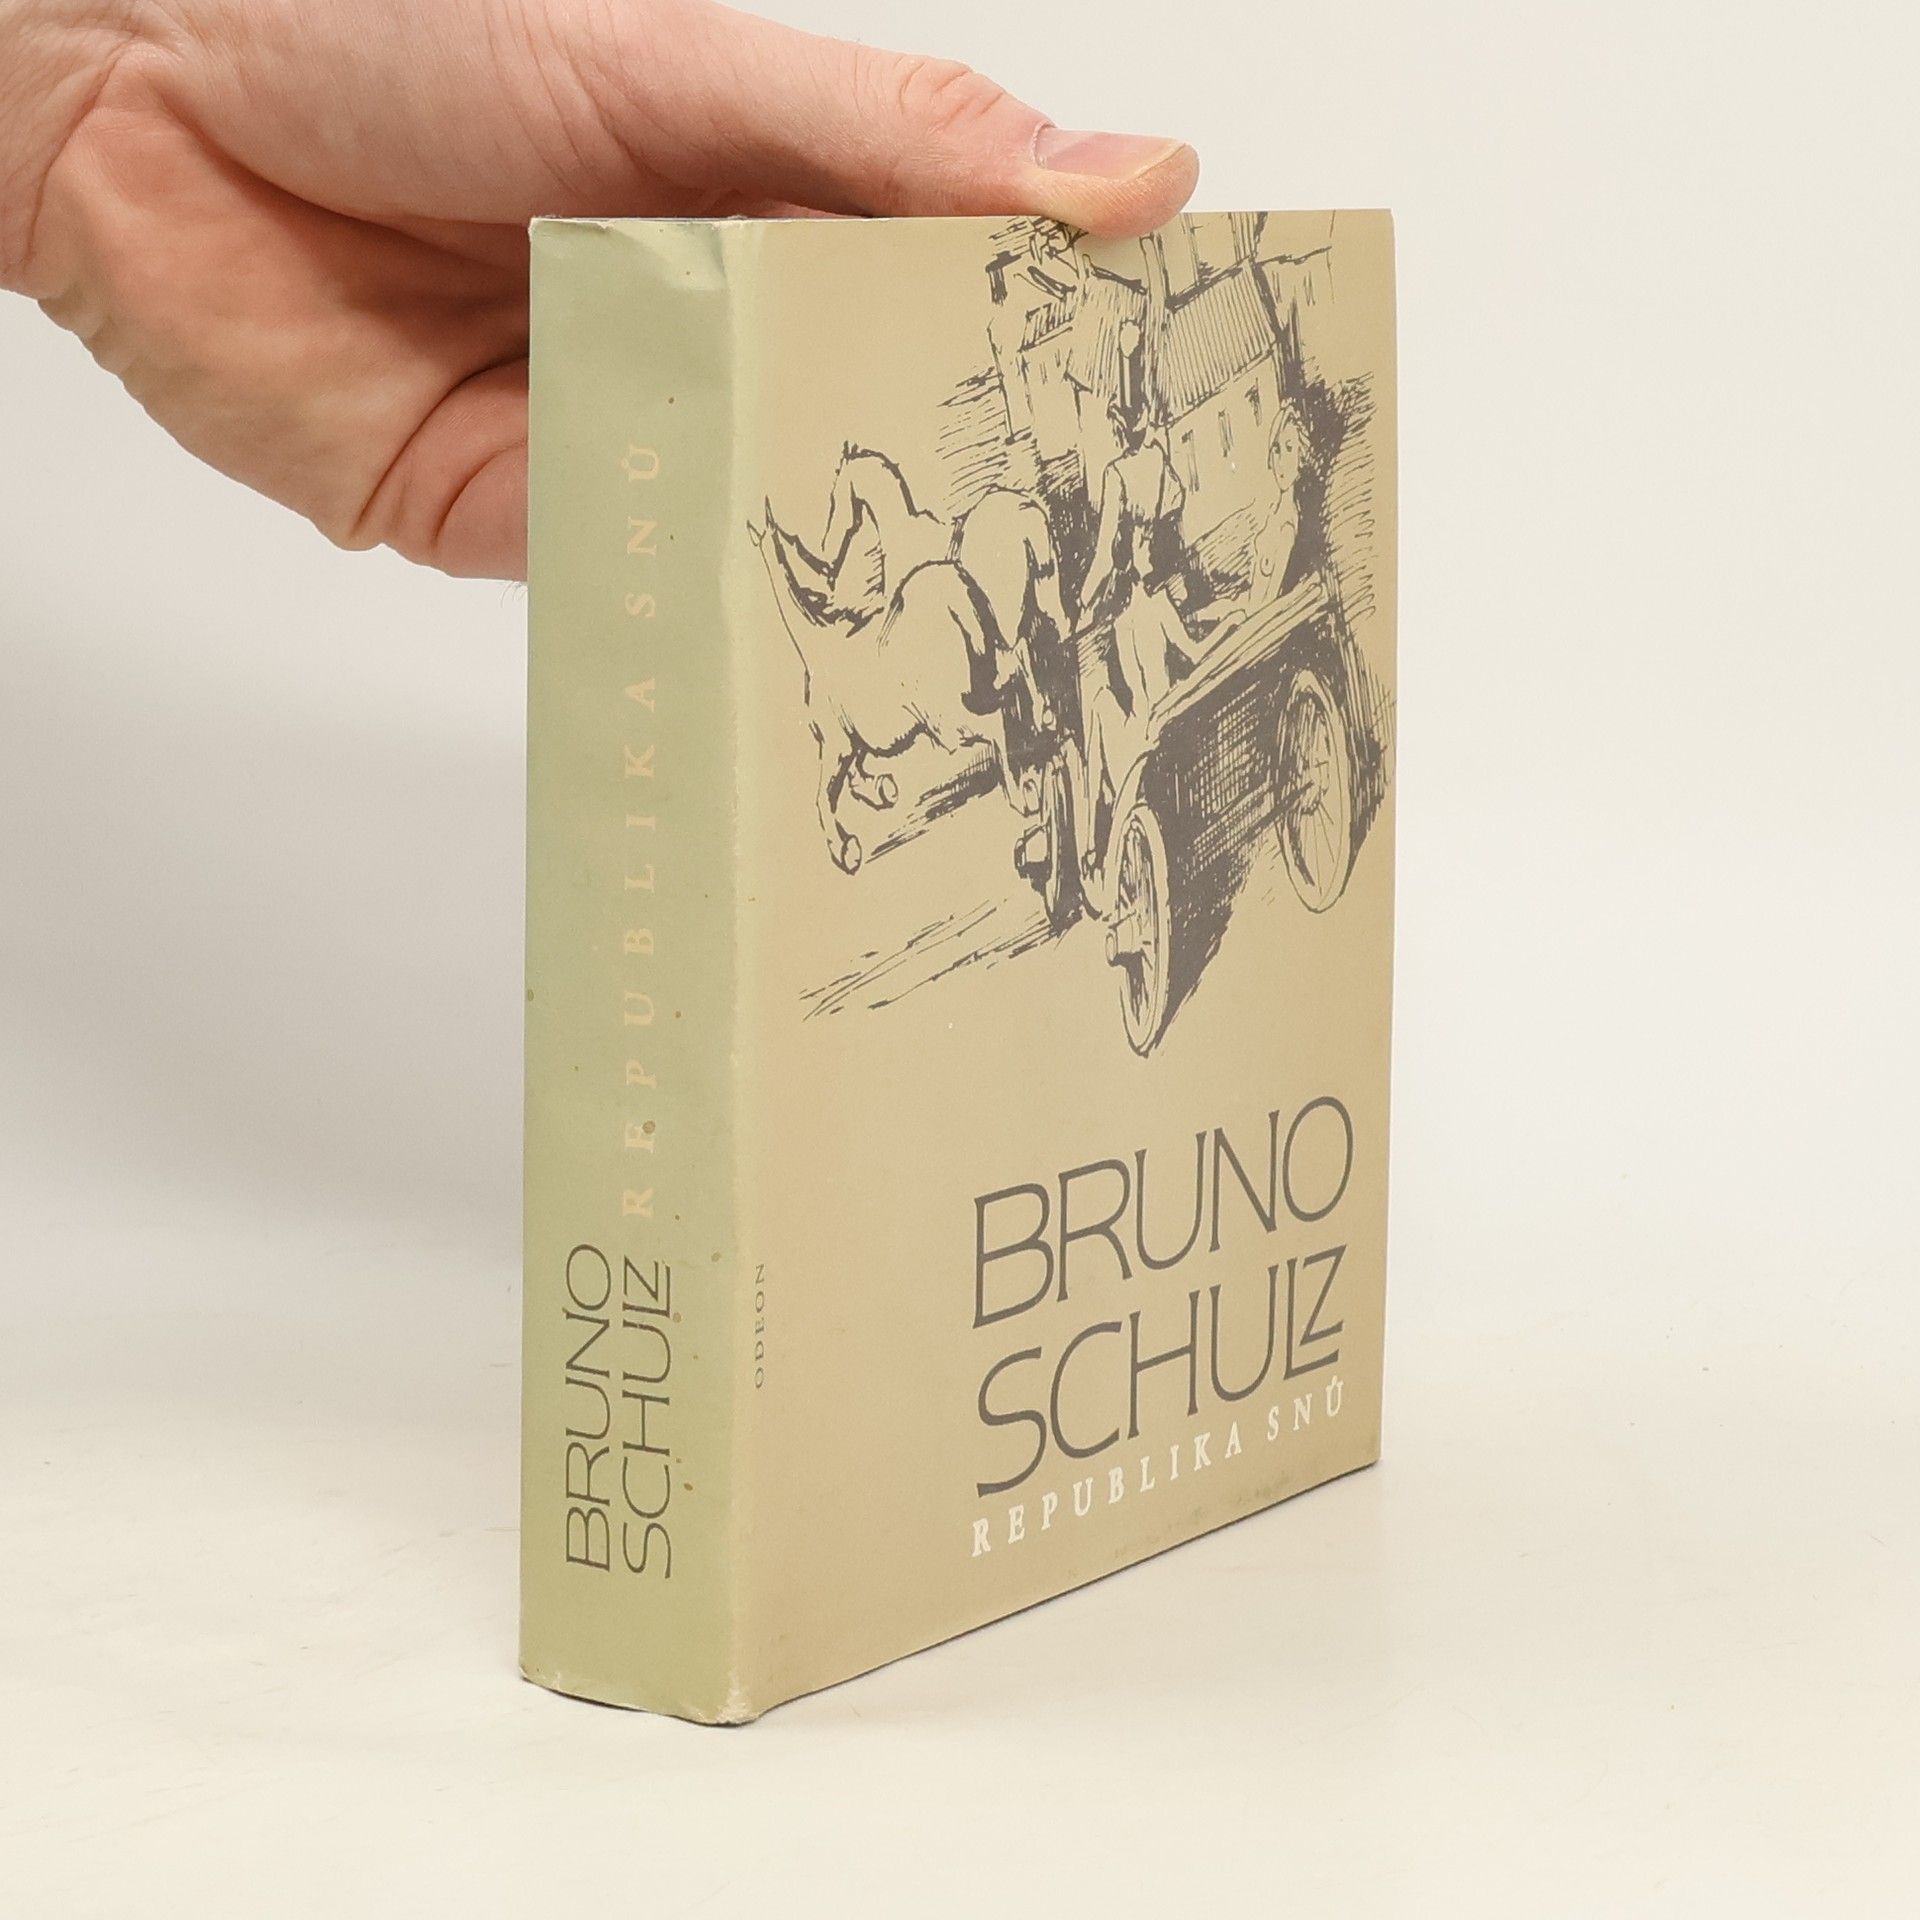 BRUNO
SCHULZ
REPUBLIKA SNŮ
ODEON
BRUNO
SCHULZ
REPUBLIKA SNŮ